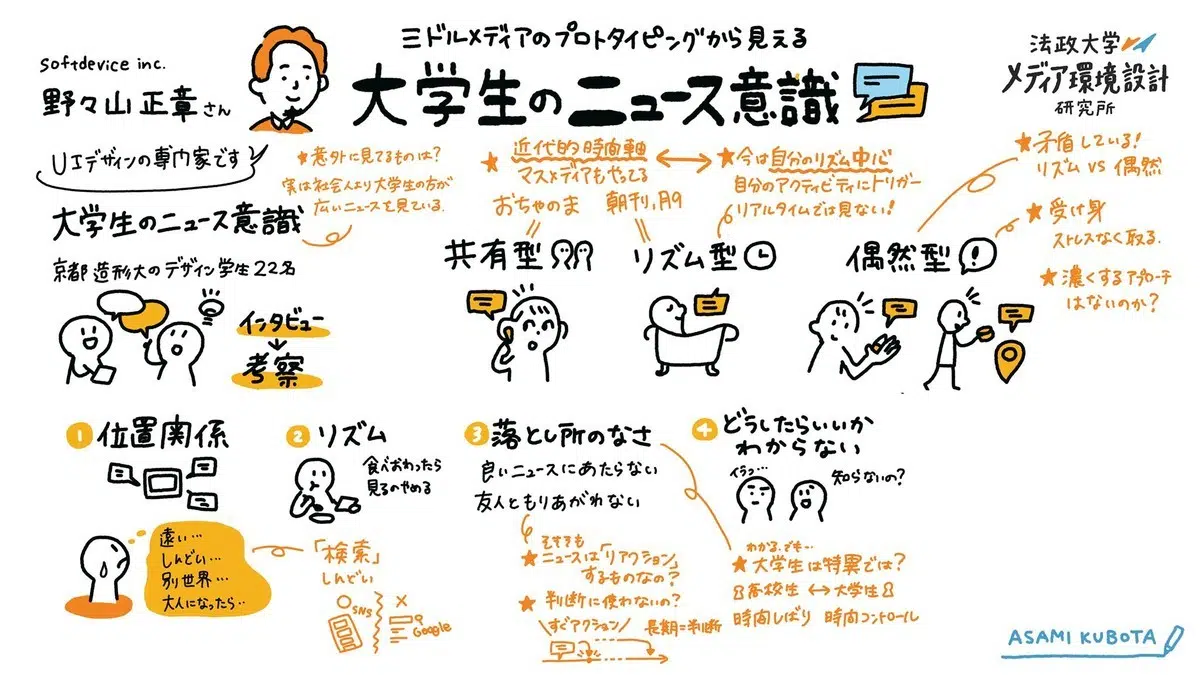 ミドルメディアのプロトタイピングから見える
大学生のニュース意識
softdevice inc.
野々山正章さん
UIデザインの専門家です
法政大学
メディア環境設計
研究所
大学生のニュース意識
京都造形大のデザイン学生22名
インタビュー
考察
★意外に見てるものは?
実は社会人より大学生の方が
広いニュースを見ている.
★近代的時間軸
マスメディアもやってる
おちゃのま
朝刊,月9
★今は自分のリズム中心
自分のアクティビティにトリガー
リアルタイムでは見ない!
共有型
リズム型
偶然型
★矛盾している!
リズム VS 偶然
★受け身
ストレスなく取る.
★濃くするアプローチ
はないのか?
1 位置関係
遠い…
しんどい…
別世界…
大人になったら…
2 リズム
食べおわったら
見るのやめる
「検索」
しんどい
○SNS
×
Google
3 落とし所のなさ
良いニュースにあたらない
友人ともりあがれない
そもそも
★ニュースは「リアクション」
するものなの?
★判断に使わないの?
\すぐアクション/
長期=判断
4 どうしたらいいか
わからない
イラッ…
知らないの?
わかる.でも…
★大学生は特異では?
高校生 ↔ 大学生
時間しばり 時間コントロール
ASAMI KUBOTA